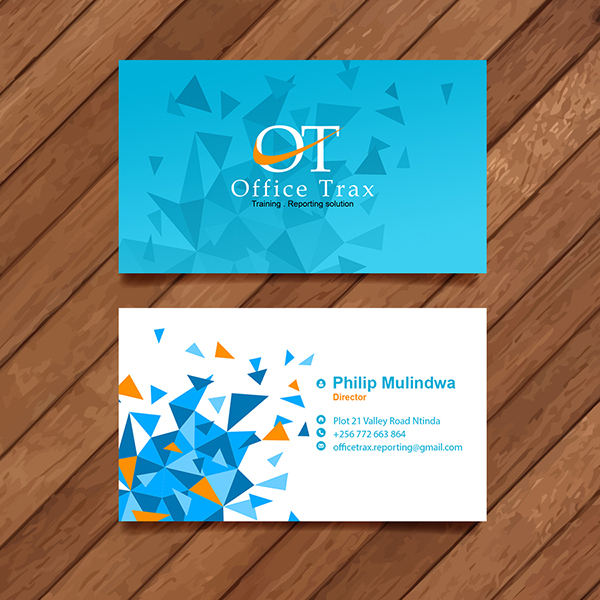 OT
Office Trax
Training . Reporting solution
Philip Mulindwa
Director
Plot 21 Valley Road Ntinda
+256 772 663 864
officetrax.reporting@gmail.com